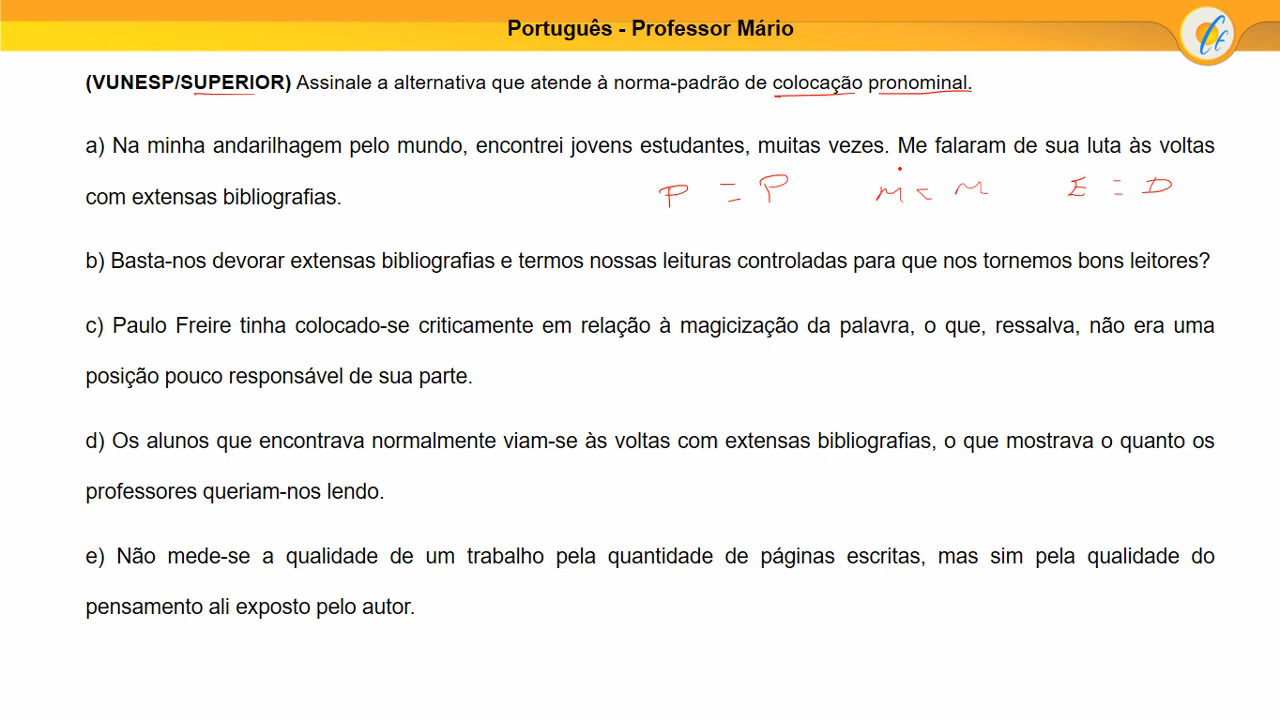 Português - Professor Mário
(VUNESP/SUPERIOR) Assinale a alternativa que atende à norma-padrão de colocação pronominal.
a) Na minha andarilhagem pelo mundo, encontrei jovens estudantes, muitas vezes. Me falaram de sua luta às voltas
P = P M < M E = D
com extensas bibliografias.
b) Basta-nos devorar extensas bibliografias e termos nossas leituras controladas para que nos tornemos bons leitores?
c) Paulo Freire tinha colocado-se criticamente em relação à magicização da palavra, o que, ressalva, não era uma
posição pouco responsável de sua parte.
d) Os alunos que encontrava normalmente viam-se às voltas com extensas bibliografias, o que mostrava o quanto os
professores queriam-nos lendo.
e) Não mede-se a qualidade de um trabalho pela quantidade de páginas escritas, mas sim pela qualidade do
pensamento ali exposto pelo autor.